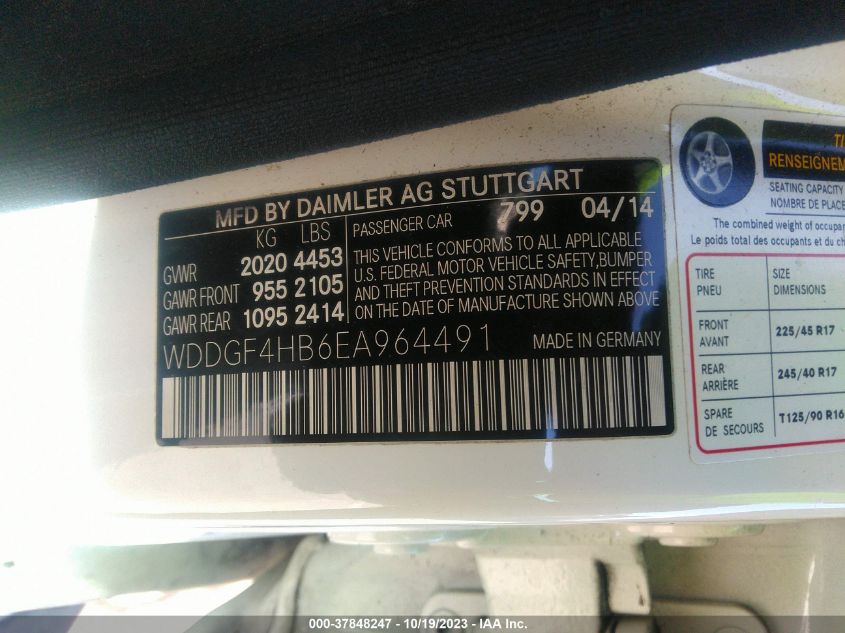 MFD BY DAIMLER AG STUTTGART
KG LBS
GVWR 2020 4453
GAWR FRONT 955 2105
GAWR REAR 1095 2414
PASSENGER CAR 799 04/14
THIS VEHICLE CONFORMS TO ALL APPLICABLE
U.S. FEDERAL MOTOR VEHICLE SAFETY,BUMPER
AND THEFT PREVENTION STANDARDS IN EFFECT
ON THE DATE OF MANUFACTURE SHOWN ABOVE
WDDGF4HB6EA964491 MADE IN GERMANY
TI
RENSEIGNEME
SEATING CAPACITY
NOMBRE DE PLACE
The combined weight of occupan
Le poids total des occupants et du ch
TIRE SIZE
PNEU DIMENSIONS
FRONT
AVANT 225/45 R17
REAR
ARRIÈRE 245/40 R17
SPARE
DE SECOURS T125/90 R16
000-37848247 - 10/19/2023 - IAA Inc.